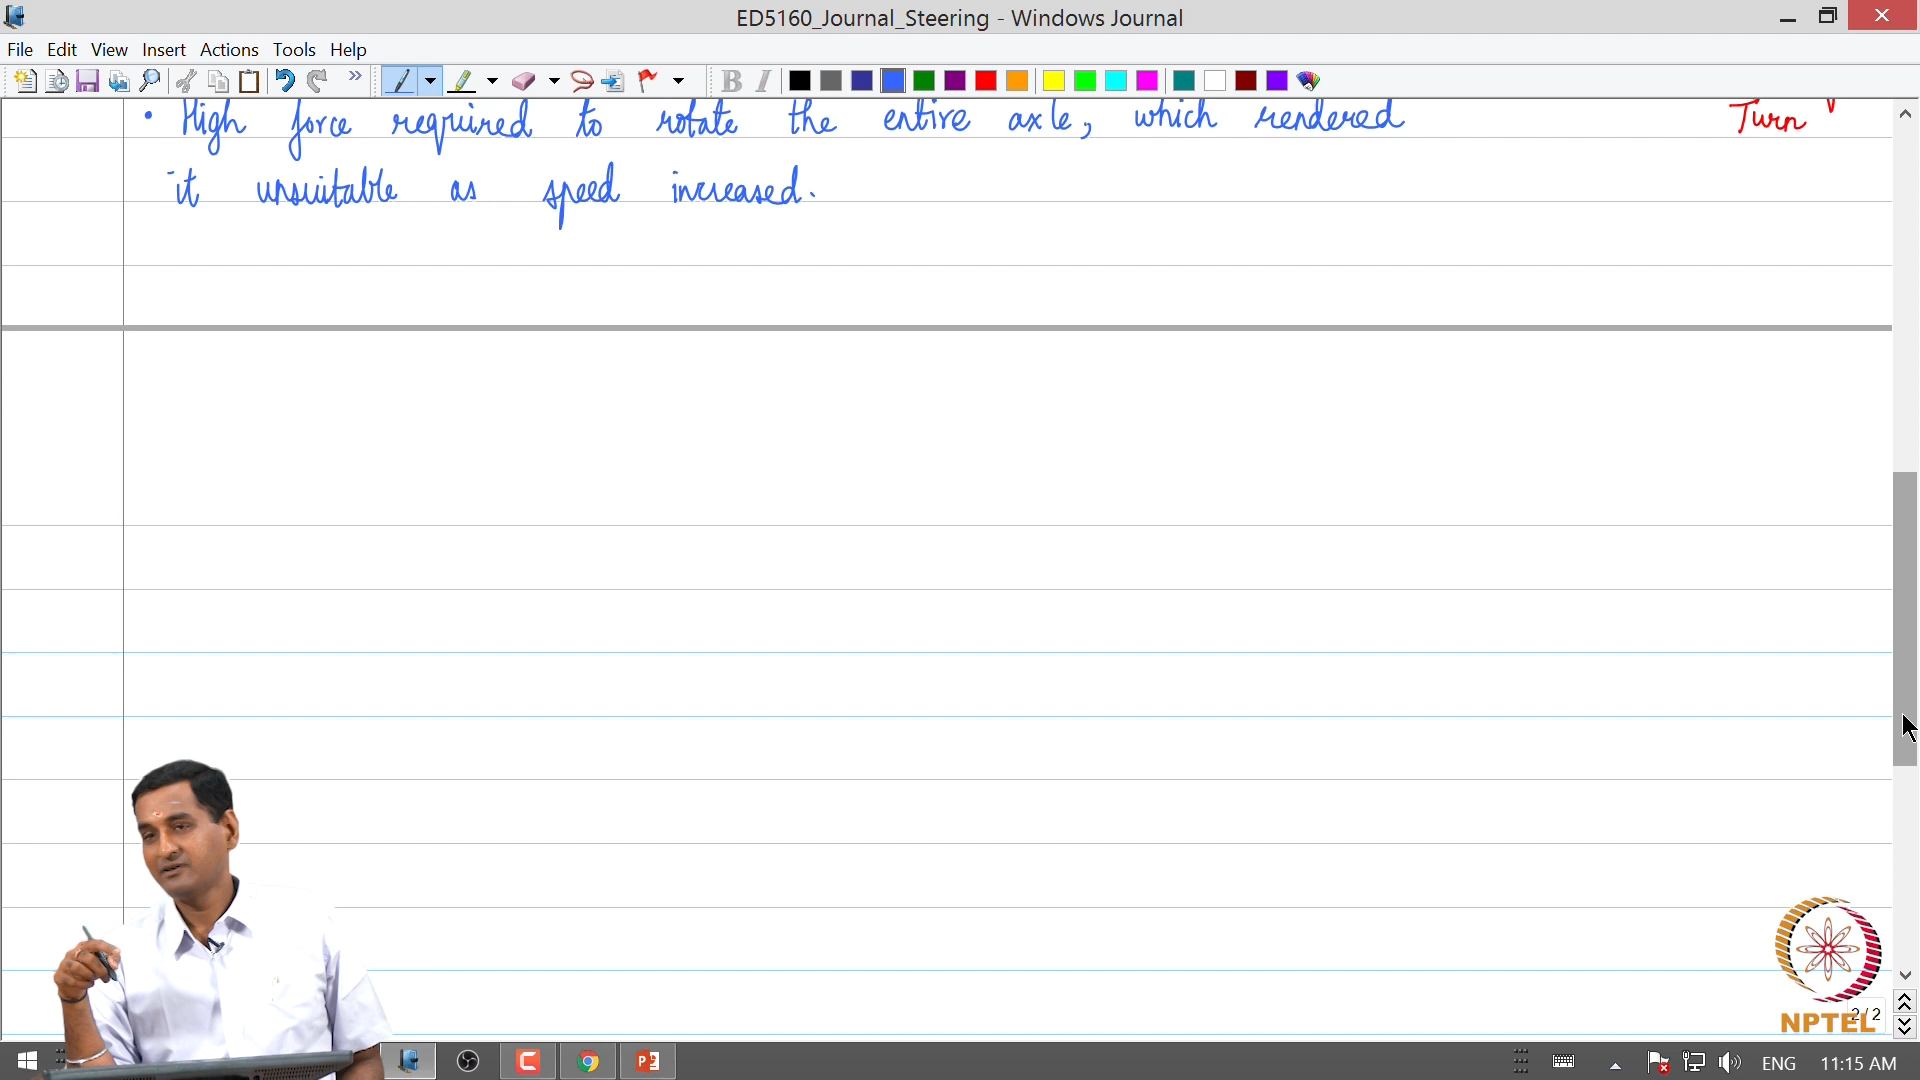 ED5160_Journal_Steering - Windows Journal
File Edit View Insert Actions Tools Help
B I
• High force required to rotate the entire axle, which rendered
Turn
it unsuitable as speed increased.
2/2
NPTEL
ENG 11:15 AM